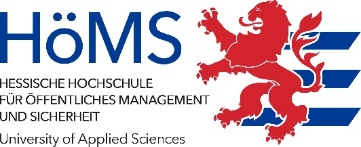 HöMS
HESSISCHE HOCHSCHULE
FÜR ÖFFENTLICHES MANAGEMENT
UND SICHERHEIT
University of Applied Sciences